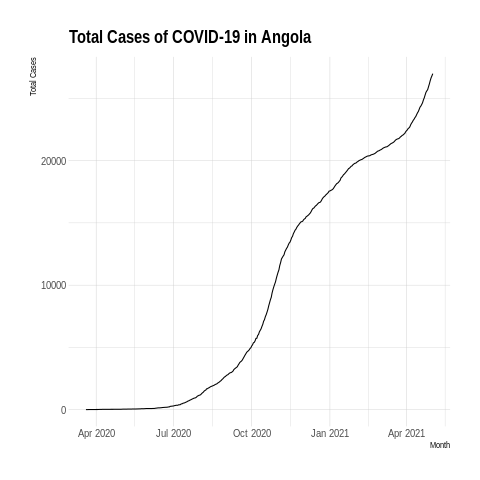 Total Cases of COVID-19 in Angola
Total Cases
20000
10000
0
Apr 2020 Jul 2020 Oct 2020 Jan 2021 Apr 2021
Month